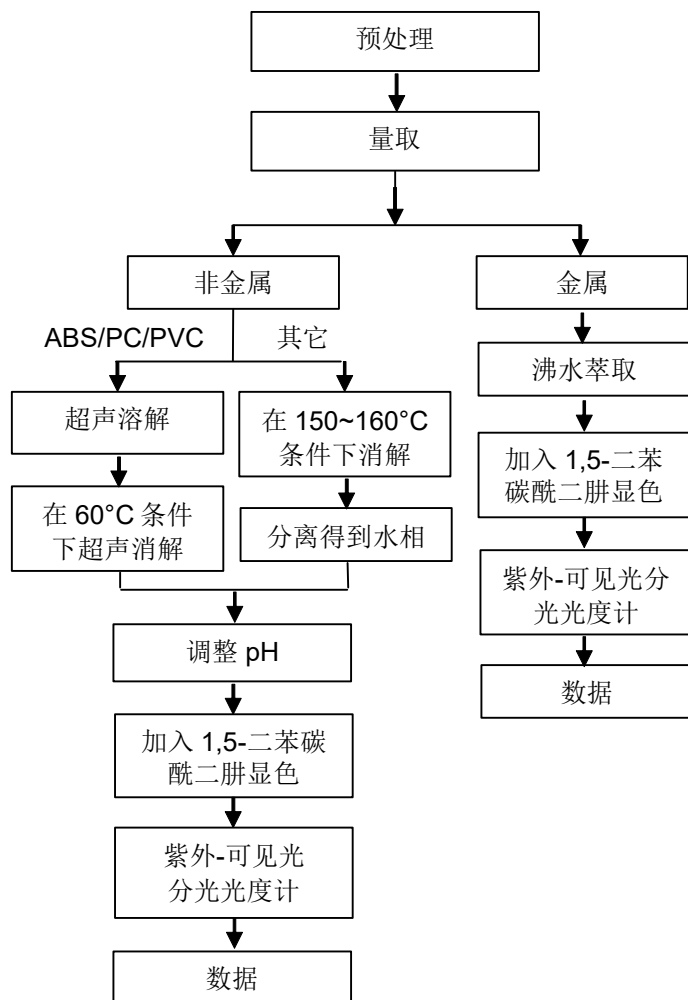 预处理
量取
非金属
金属
ABS/PC/PVC
其它
沸水萃取
超声溶解
在 150~160°C
条件下消解
加入 1,5-二苯
碳酰二肼显色
在 60°C 条件
下超声消解
分离得到水相
紫外-可见光分
光光度计
调整 pH
数据
加入 1,5-二苯碳
酰二肼显色
紫外-可见光
分光光度计
数据